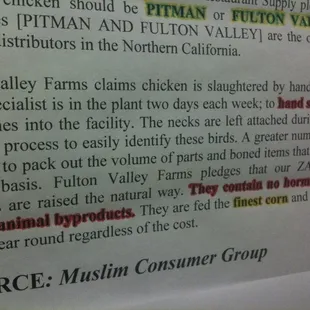 chicken should be PITMAN or FULTON VAL
es [PITMAN AND FULTON VALLEY] are the o
distributors in the Northern California.
alley Farms claims chicken is slaughtered by hand
ecialist is in the plant two days each week; to hand s
nes into the facility. The necks are left attached duri
process to easily identify these birds. A greater num
to pack out the volume of parts and boned items that
basis. Fulton Valley Farms pledges that our ZA
, are raised the natural way. They contain no horm
animal byproducts. They are fed the finest corn and
ear round regardless of the cost.
RCE: Muslim Consumer Group